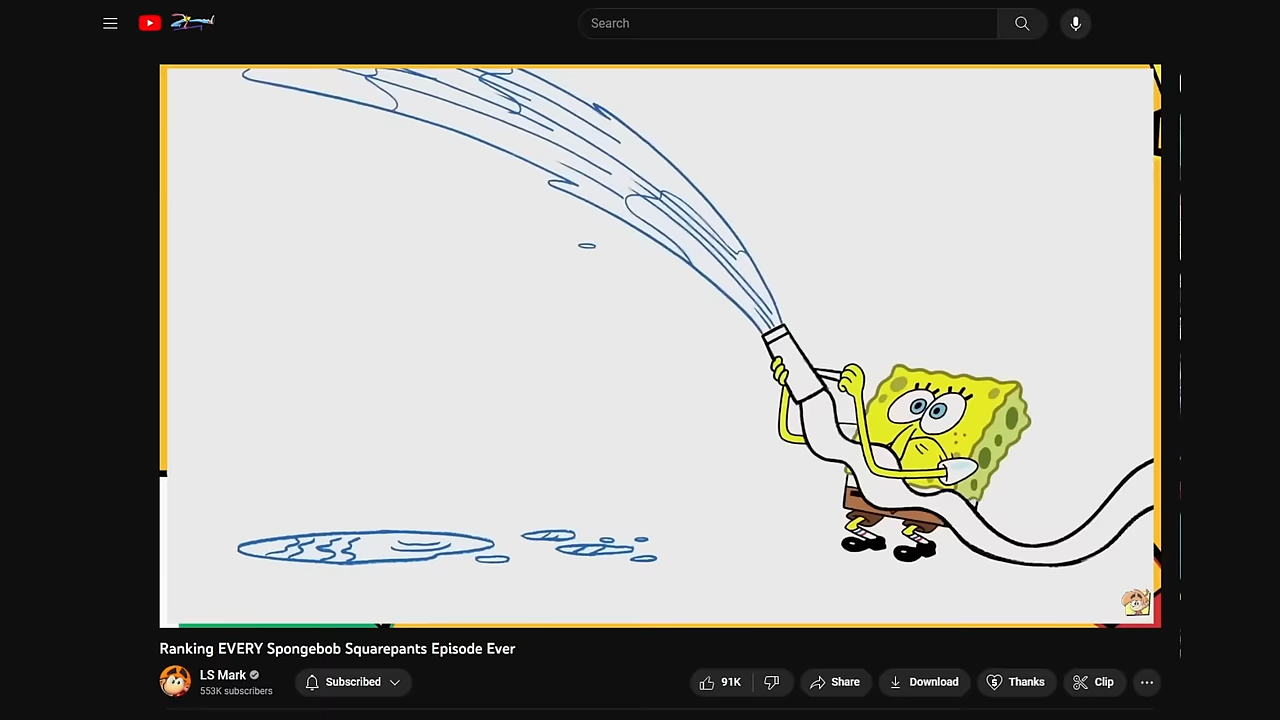 Search
Ranking EVERY Spongebob Squarepants Episode Ever
LS Mark
553K subscribers
Subscribed
91K
Share
Download
Thanks
Clip